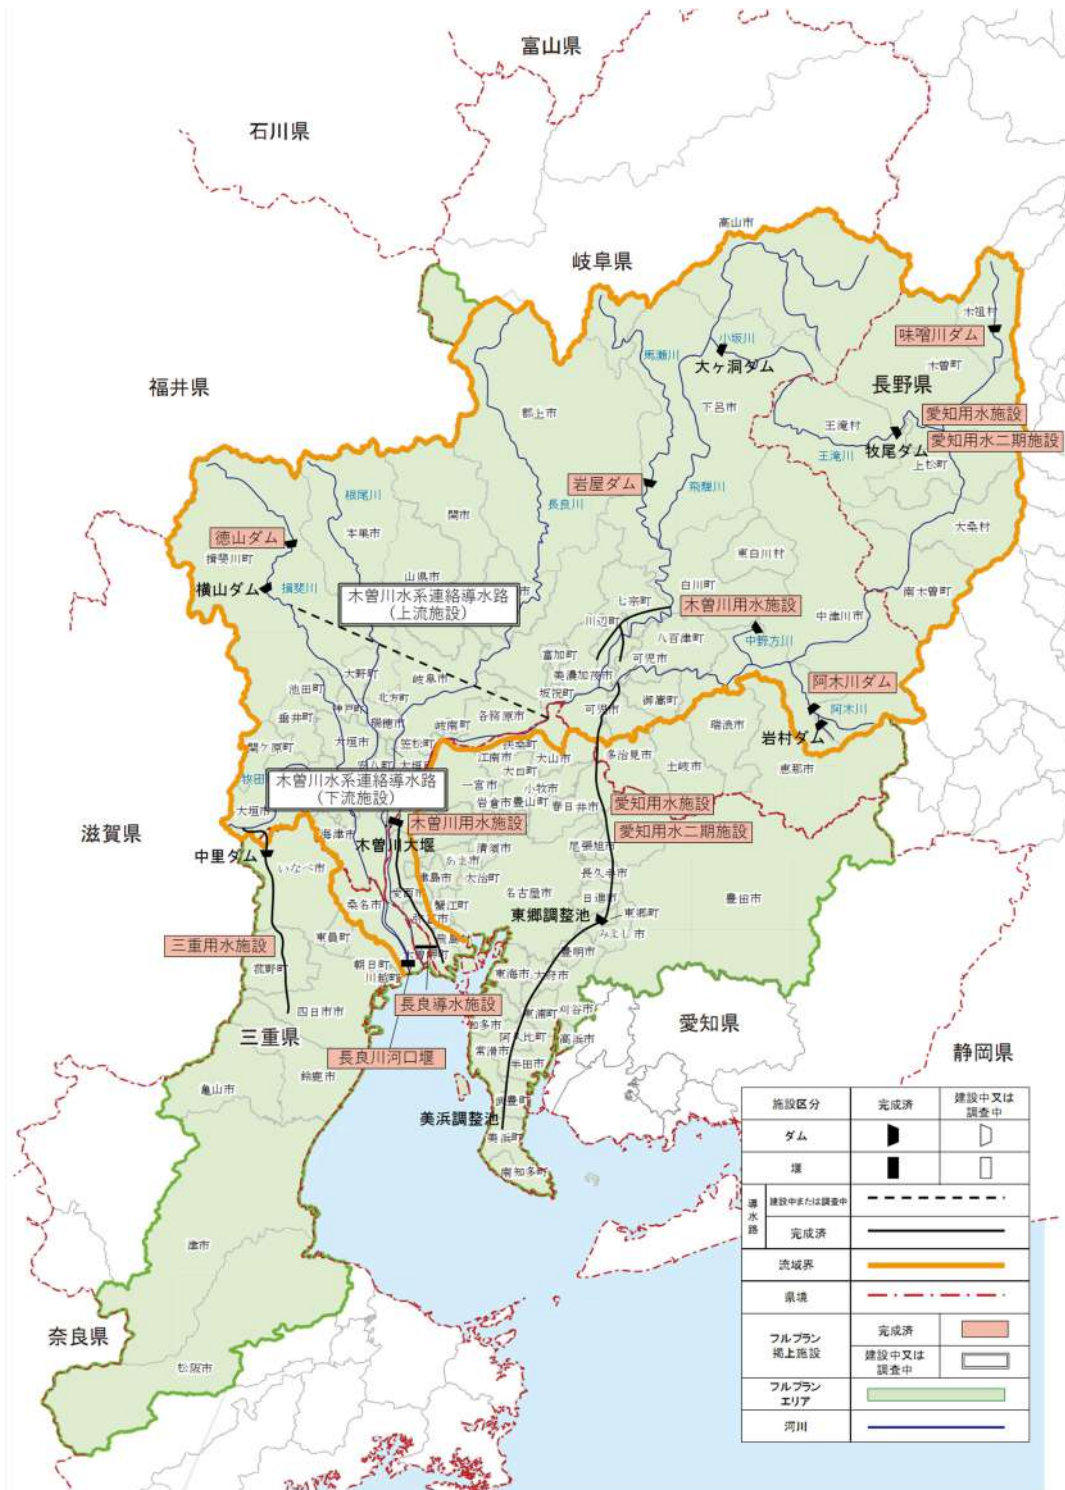 富山県
石川県
高山市
岐阜県
木祖村
味噌川ダム
小坂川
馬瀬川
大ヶ洞ダム
木曽町
長野県
福井県
郡上市
下呂市
愛知用水施設
王滝村
牧尾ダム
愛知用水二期施設
王滝川
上松町
根尾川
岩屋ダム
飛騨川
長良川
関市
大桑村
本巣市
徳山ダム
揖斐川町
東白川村
山県市
横山ダム
揖斐川
白川町
南木曽町
木曽川水系連絡導水路
(上流施設)
市
七宗町
木曽川用水施設
中津川市
川辺町
八百津町
中野方川
富加町
可児市
美濃加茂市
大野町
岐阜市
阿木川ダム
池田町
坂祝町
御嵩町
北方町
神戸町
可児市
阿木川
各務原市
垂井町
瑞穂市
岐南町
瑞浪市
岩村ダム
大垣市
笠松町
扶桑町
関ケ原町
江南市
犬山市
多治見市
土岐市
恵那市
安八町
大垣市
大口町
木曽川水系連絡導水路
(下流施設)
一宮市
小牧市
岩倉市
豊山町
春日井市
愛知用水施設
大垣市
木曽川用水施設
愛知用水二期施設
滋賀県
海津市
木曽川大堰
清須市
尾張旭市
中里ダム
あま市
いなべ市
津島市
大治町
長久手市
名古屋市
日進市
豊田市
桑名市
蟹江町
東郷調整池
東郷町
みよし市
東員町
三重用水施設
飛島村
豊明市
木曽岬町
菰野町
朝日町
川越町
東海市
大府市
長良導水施設
四日市市
東浦町
刈谷市
知多市
愛知県
三重県
阿久比町
高浜市
長良川河口堰
常滑市
半田市
静岡県
鈴鹿市
亀山市
武豊町
美浜調整池
美浜町
南知多町
施設区分
完成済
建設中又は
調査中
ダム
堰
導水路
建設中または調査中
完成済
流域界
県境
フルプラン
掲上施設
完成済
建設中又は
調査中
フルプラン
エリア
河川
津市
奈良県
松阪市